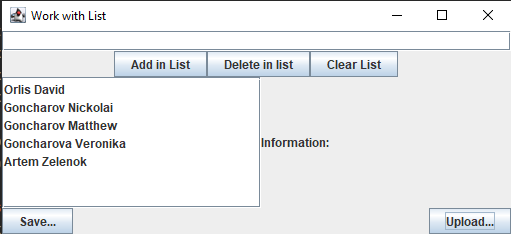 Work with List
Add in List Delete in list Clear List
Orlis David
Goncharov Nickolai
Goncharov Matthew
Goncharova Veronika
Artem Zelenok
Information:
Save... Upload...